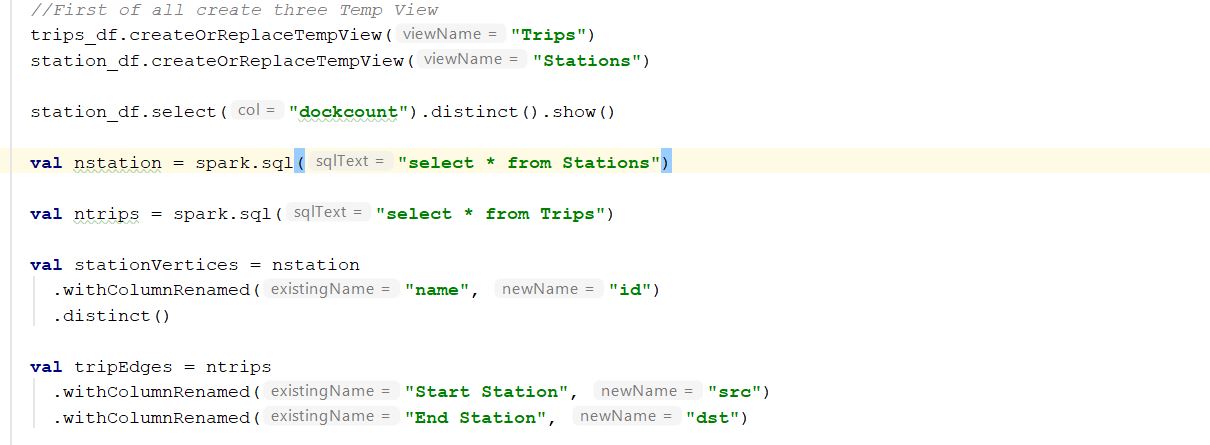 //First of all create three Temp View
trips_df.createOrReplaceTempView( viewName = "Trips")
station_df.createOrReplaceTempView( viewName = "Stations")
station_df.select( col = "dockcount").distinct().show()
val nstation = spark.sql( sqlText = "select * from Stations")
val ntrips = spark.sql( sqlText = "select * from Trips")
val stationVertices = nstation
.withColumnRenamed( existingName = "name", newName = "id")
.distinct()
val tripEdges = ntrips
.withColumnRenamed( existingName = "Start Station", newName = "src")
.withColumnRenamed( existingName = "End Station", newName = "dst")